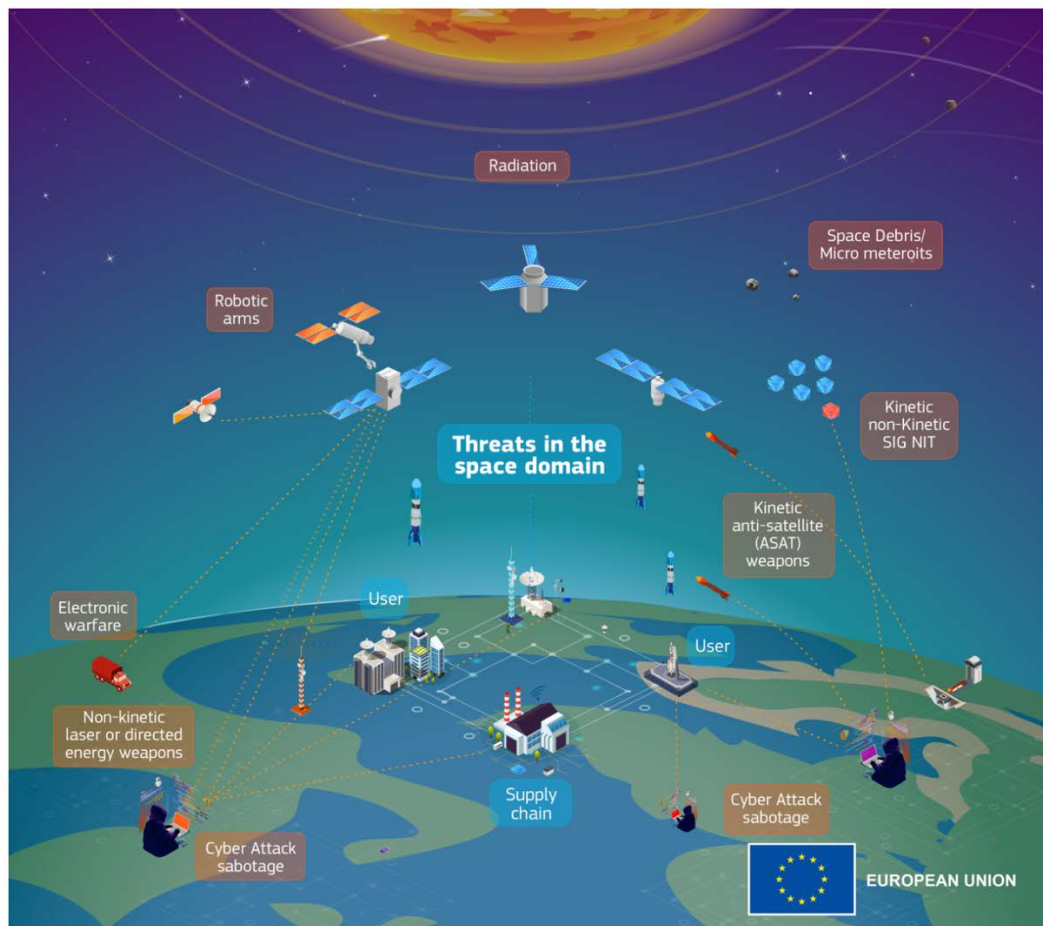 Radiation
Space Debris/
Micro meteroits
Robotic
arms
Kinetic
non-Kinetic
SIG NIT
Threats in the
space domain
Kinetic
anti-satellite
(ASAT)
weapons
Electronic
warfare
User
User
Non-kinetic
laser or directed
energy weapons
Supply
chain
Cyber Attack
sabotage
Cyber Attack
sabotage
EUROPEAN UNION